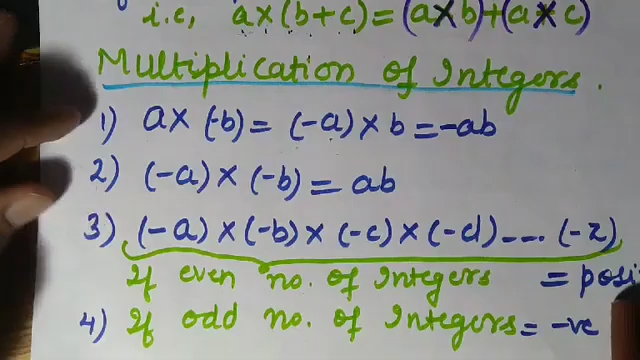 i.e, a×(b+c)=(a×b)+(a×c)
Multiplication of Integers.
1) a× (-b) = (-a) × b = -ab
2) (-a) × (-b) = ab
3) (-a) × (-b) × (-c) × (-d) --... (-z)
If even no. of Integers = posi
4) If odd no. of Integers = -ve